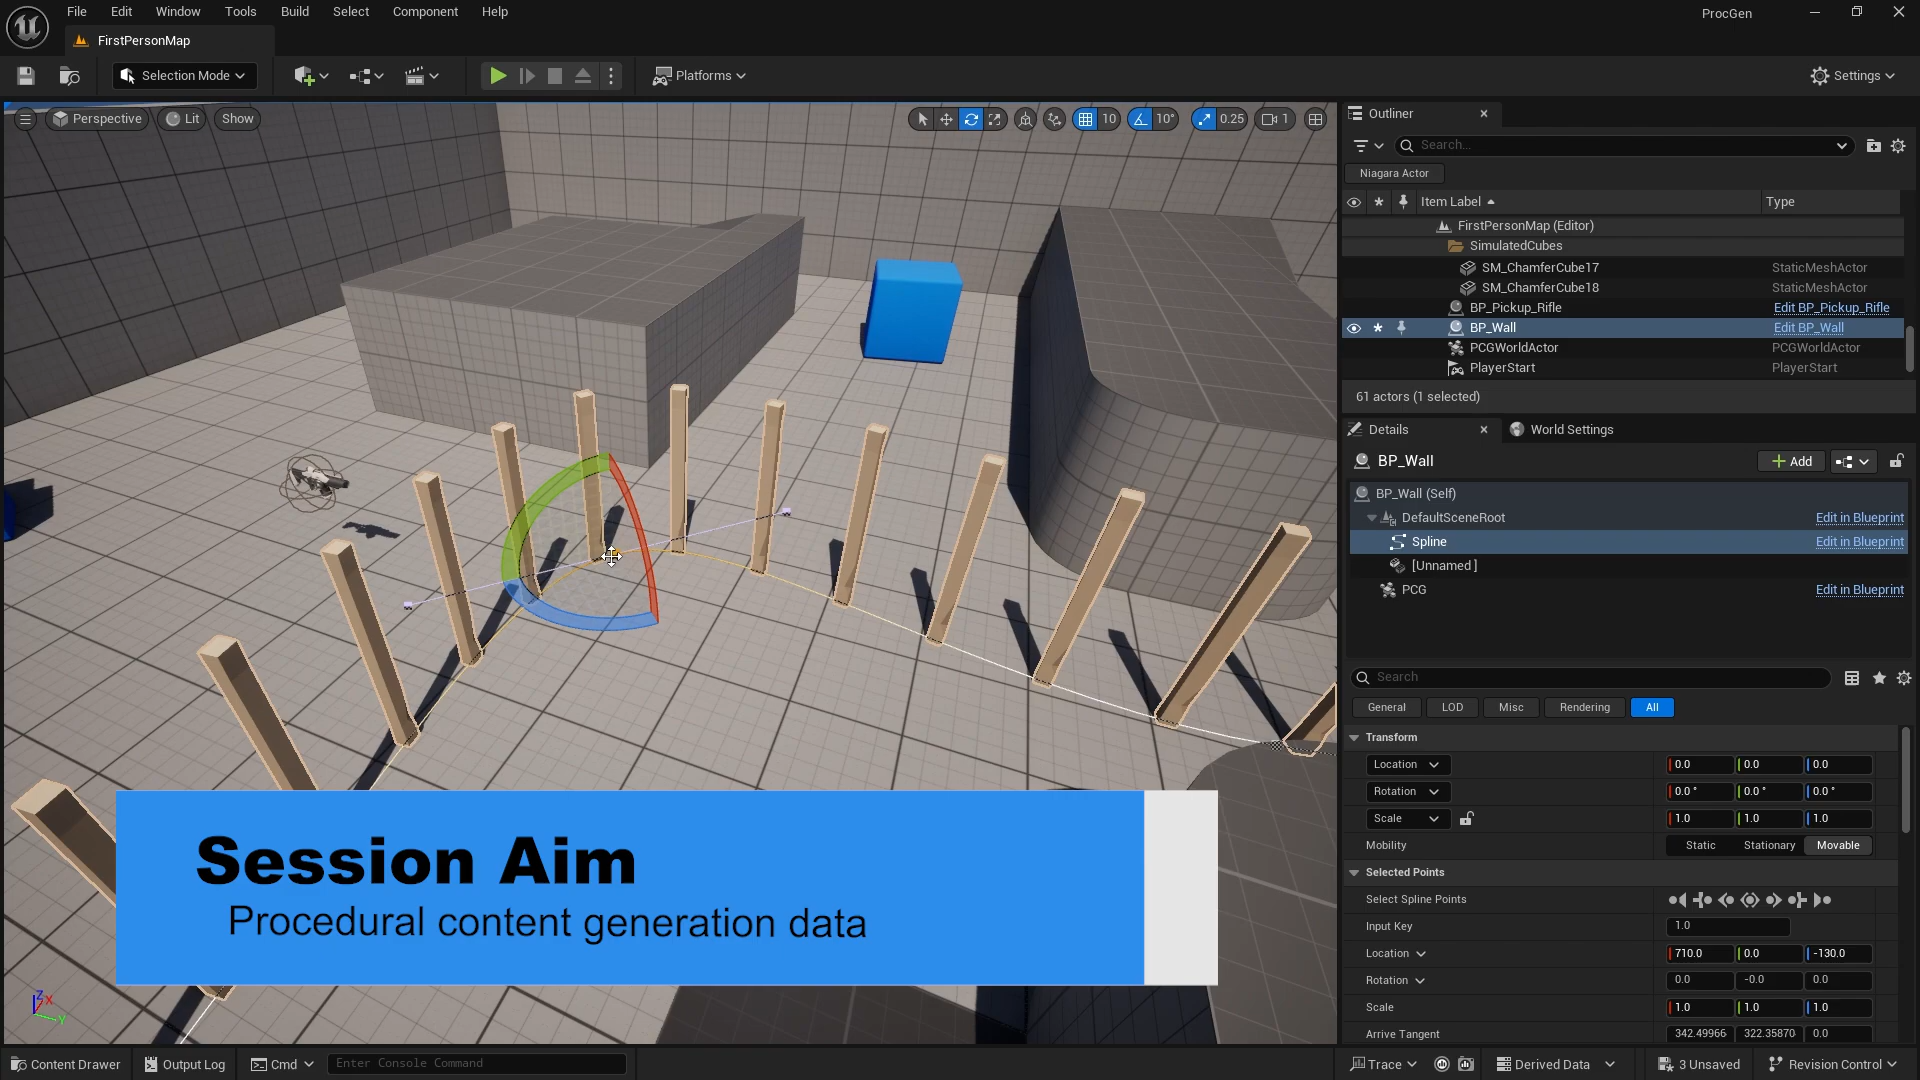 File Edit Window Tools Build Select Component Help
ProcGen
FirstPersonMap
Selection Mode
Platforms
Settings
Perspective Lit Show
10 10° 0.25 1
Outliner
Search...
Niagara Actor
Item Label Type
FirstPersonMap (Editor)
SimulatedCubes
SM_ChamferCube17 StaticMeshActor
SM_ChamferCube18 StaticMeshActor
BP_Pickup_Rifle Edit BP_Pickup_Rifle
BP_Wall Edit BP_Wall
PCGWorldActor PCGWorldActor
PlayerStart PlayerStart
61 actors (1 selected)
Details World Settings
BP_Wall Add
BP_Wall (Self)
DefaultSceneRoot Edit in Blueprint
Spline Edit in Blueprint
[Unnamed ]
PCG Edit in Blueprint
Search
General LOD Misc Rendering All
Transform
Location 0.0 0.0 0.0
Rotation 0.0 ° 0.0 ° 0.0 °
Scale 1.0 1.0 1.0
Mobility Static Stationary Movable
Selected Points
Select Spline Points
Input Key 1.0
Location 710.0 0.0 -130.0
Rotation 0.0 -0.0 0.0
Scale 1.0 1.0 1.0
Arrive Tangent 342.49966 322.35870 0.0
Session Aim
Procedural content generation data
Z X Y
Content Drawer Output Log Cmd Enter Console Command
Trace Derived Data 3 Unsaved Revision Control